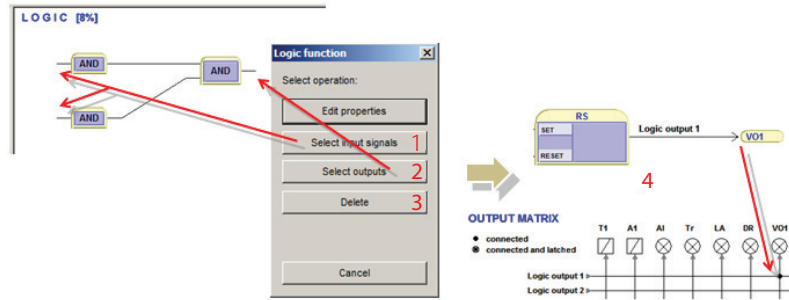 LOGIC [8%]
AND
AND
AND
Logic function
Select operation:
Edit properties
Select input signals 1
Select outputs 2
Delete 3
Cancel
RS
SET
RESET
Logic output 1
VO1
4
OUTPUT MATRIX
connected
connected and latched
T1 A1 AI Tr LA DR VO1
Logic output 1
Logic output 2